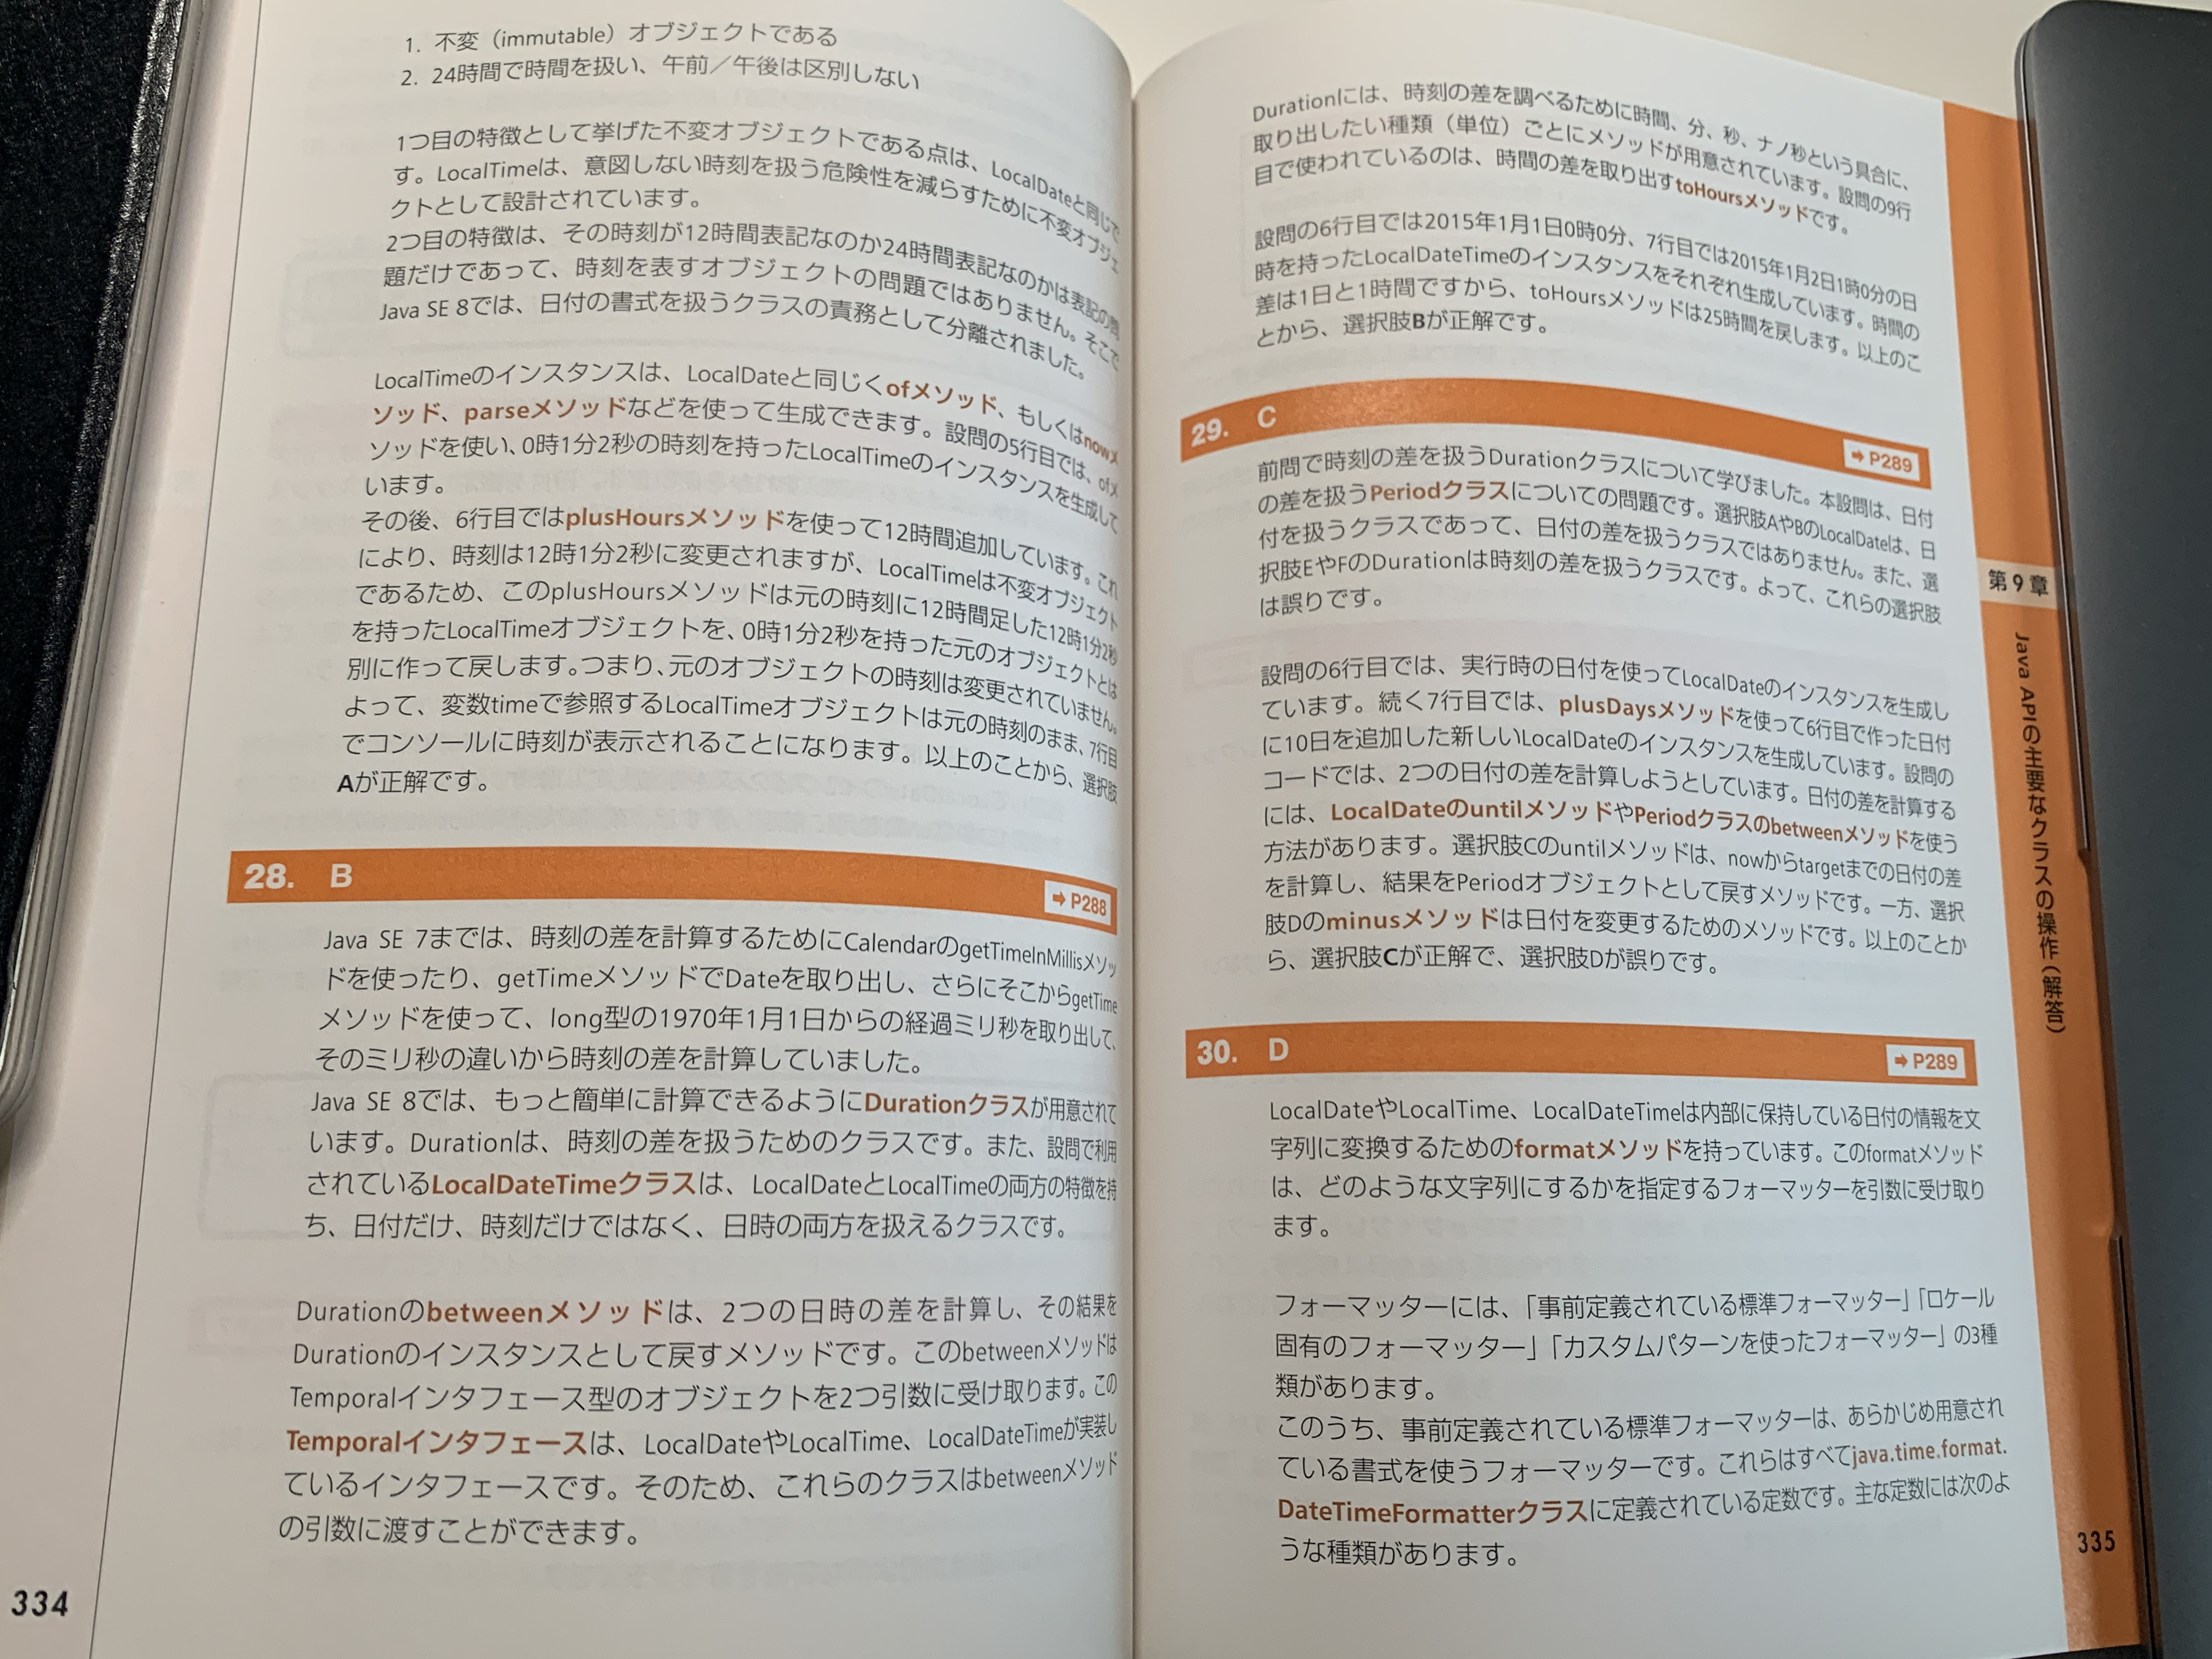 1. 不変（immutable）オブジェクトである
2. 24時間で時間を扱い、午前／午後は区別しない
1つ目の特徴として挙げた不変オブジェクトである点は、LocalDateと同じで
す。LocalTimeは、意図しない時刻を扱う危険性を減らすために不変オブジェ
クトとして設計されています。
2つ目の特徴は、その時刻が12時間表記なのか24時間表記なのかは表記の問
題だけであって、時刻を表すオブジェクトの問題ではありません。そこで
Java SE 8では、日付の書式を扱うクラスの責務として分離されました。
LocalTimeのインスタンスは、LocalDateと同じくofメソッド、もしくはnowメ
ソッド、parseメソッドなどを使って生成できます。設問の5行目では、ofメ
ソッドを使い、0時1分2秒の時刻を持ったLocalTimeのインスタンスを生成して
います。
その後、6行目ではplusHoursメソッドを使って12時間追加しています。これ
により、時刻は12時1分2秒に変更されますが、LocalTimeは不変オブジェクト
であるため、このplusHoursメソッドは元の時刻に12時間足した12時1分2秒
を持ったLocalTimeオブジェクトを、0時1分2秒を持った元のオブジェクトとは
別に作って戻します。つまり、元のオブジェクトの時刻は変更されていません。
よって、変数timeで参照するLocalTimeオブジェクトは元の時刻のまま、7行目
でコンソールに時刻が表示されることになります。以上のことから、選択肢
Aが正解です。
28. B
➡ P288
Java SE 7までは、時刻の差を計算するためにCalendarのgetTimeInMillisメソッ
ドを使ったり、getTimeメソッドでDateを取り出し、さらにそこからgetTime
メソッドを使って、long型の1970年1月1日からの経過ミリ秒を取り出して、
そのミリ秒の違いから時刻の差を計算していました。
Java SE 8では、もっと簡単に計算できるようにDurationクラスが用意されて
います。Durationは、時刻の差を扱うためのクラスです。また、設問で利用
されているLocalDateTimeクラスは、LocalDateとLocalTimeの両方の特徴を持
ち、日付だけ、時刻だけではなく、日時の両方を扱えるクラスです。
Durationのbetweenメソッドは、2つの日時の差を計算し、その結果を
Durationのインスタンスとして戻すメソッドです。このbetweenメソッドは
Temporalインタフェース型のオブジェクトを2つ引数に受け取ります。この
Temporalインタフェースは、LocalDateやLocalTime、LocalDateTimeが実装し
ているインタフェースです。そのため、これらのクラスはbetweenメソッド
の引数に渡すことができます。
334
Durationには、時刻の差を調べるために時間、分、秒、ナノ秒という具合に、
取り出したい種類（単位）ごとにメソッドが用意されています。設問の9行
目で使われているのは、時間の差を取り出すtoHoursメソッドです。
設問の6行目では2015年1月1日0時0分、7行目では2015年1月2日1時0分の日
時を持ったLocalDateTimeのインスタンスをそれぞれ生成しています。時間の
差は1日と1時間ですから、toHoursメソッドは25時間を戻します。以上のこ
とから、選択肢Bが正解です。
29. C
➡ P289
前問で時刻の差を扱うDurationクラスについて学びました。本設問は、日付
の差を扱うPeriodクラスについての問題です。選択肢AやBのLocalDateは、日
付を扱うクラスであって、日付の差を扱うクラスではありません。また、選
択肢EやFのDurationは時刻の差を扱うクラスです。よって、これらの選択肢
は誤りです。
設問の6行目では、実行時の日付を使ってLocalDateのインスタンスを生成し
ています。続く7行目では、plusDaysメソッドを使って6行目で作った日付
に10日を追加した新しいLocalDateのインスタンスを生成しています。設問の
コードでは、2つの日付の差を計算しようとしています。日付の差を計算する
には、LocalDateのuntilメソッドやPeriodクラスのbetweenメソッドを使う
方法があります。選択肢Cのuntilメソッドは、nowからtargetまでの日付の差
を計算し、結果をPeriodオブジェクトとして戻すメソッドです。一方、選択
肢Dのminusメソッドは日付を変更するためのメソッドです。以上のことか
ら、選択肢Cが正解で、選択肢Dが誤りです。
30. D
➡ P289
LocalDateやLocalTime、LocalDateTimeは内部に保持している日付の情報を文
字列に変換するためのformatメソッドを持っています。このformatメソッド
は、どのような文字列にするかを指定するフォーマッターを引数に受け取り
ます。
フォーマッターには、「事前定義されている標準フォーマッター」「ロケール
固有のフォーマッター」「カスタムパターンを使ったフォーマッター」の3種
類があります。
このうち、事前定義されている標準フォーマッターは、あらかじめ用意され
ている書式を使うフォーマッターです。これらはすべてjava.time.format.
DateTimeFormatterクラスに定義されている定数です。主な定数には次のよ
うな種類があります。
第9章
Java APIの主要なクラスの操作（解答）
335